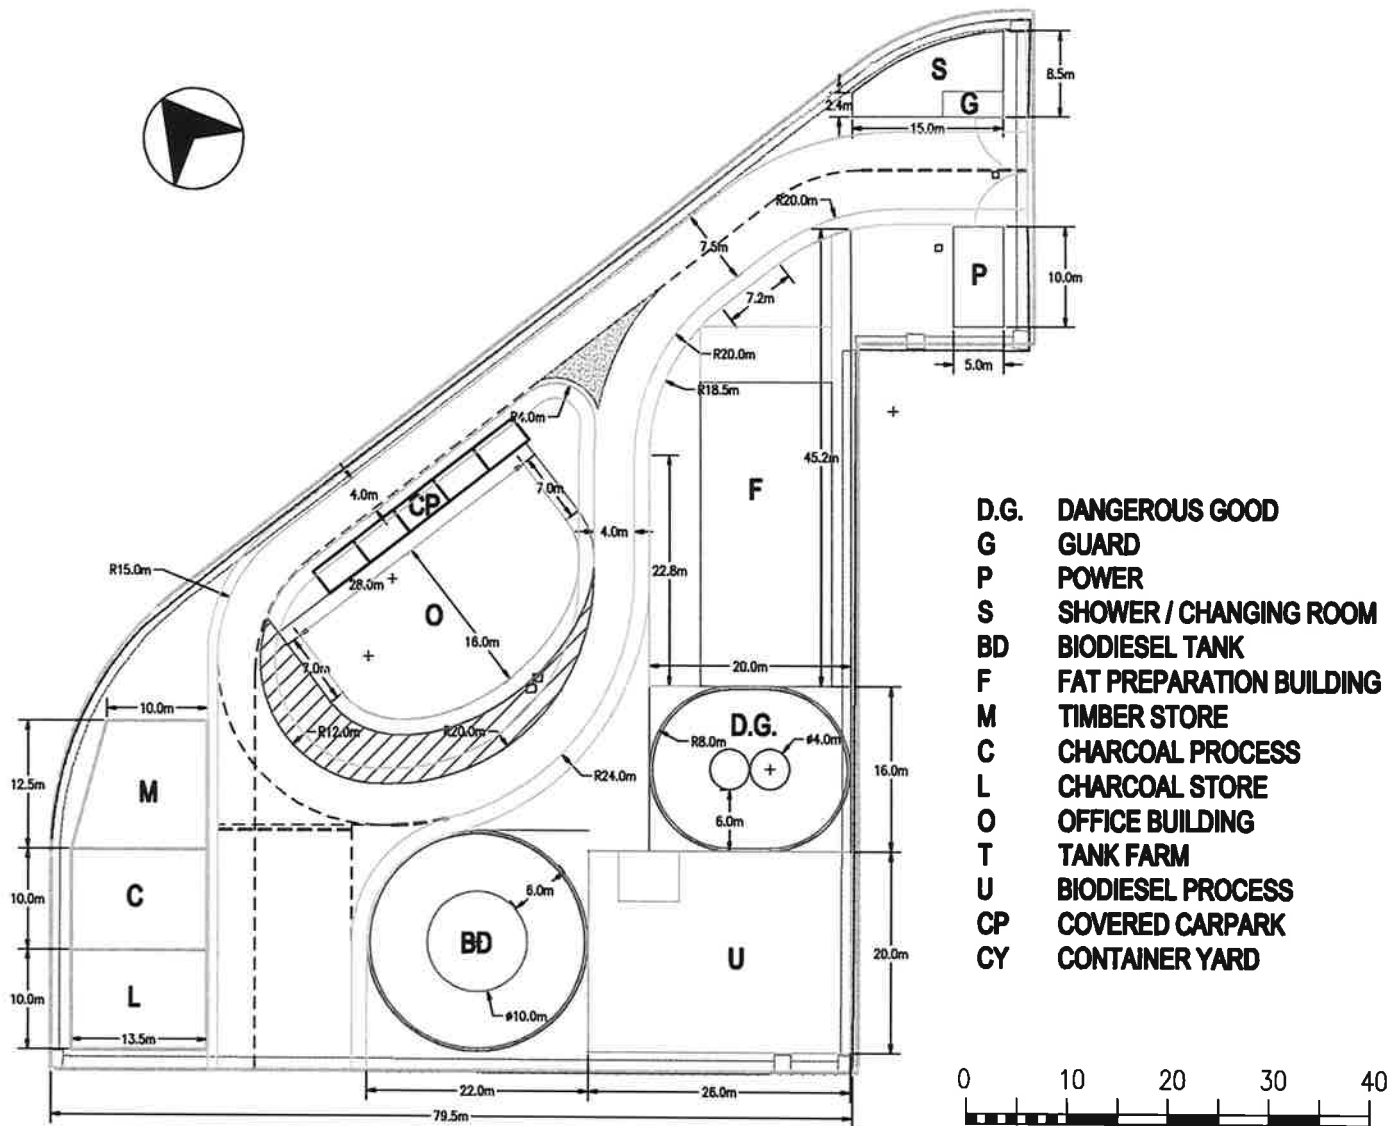 S
8.5m
2.4m
G
15.0m
R20.0m
7.5m
P
10.0m
7.2m
R20.0m
5.0m
R18.5m
R4.0m
45.2m
F
7.0m
4.0m
CP
4.0m
22.8m
R15.0m
28.0m
O
16.0m
7.0m
20.0m
10.0m
D.G.
R12.0m
R20.0m
R8.0m
ø4.0m
12.5m
M
R24.0m
16.0m
6.0m
10.0m
C
6.0m
BD
U
20.0m
10.0m
L
ø10.0m
13.5m
22.0m
26.0m
79.5m
D.G. DANGEROUS GOOD
G GUARD
P POWER
S SHOWER / CHANGING ROOM
BD BIODIESEL TANK
F FAT PREPARATION BUILDING
M TIMBER STORE
C CHARCOAL PROCESS
L CHARCOAL STORE
O OFFICE BUILDING
T TANK FARM
U BIODIESEL PROCESS
CP COVERED CARPARK
CY CONTAINER YARD
0 10 20 30 40